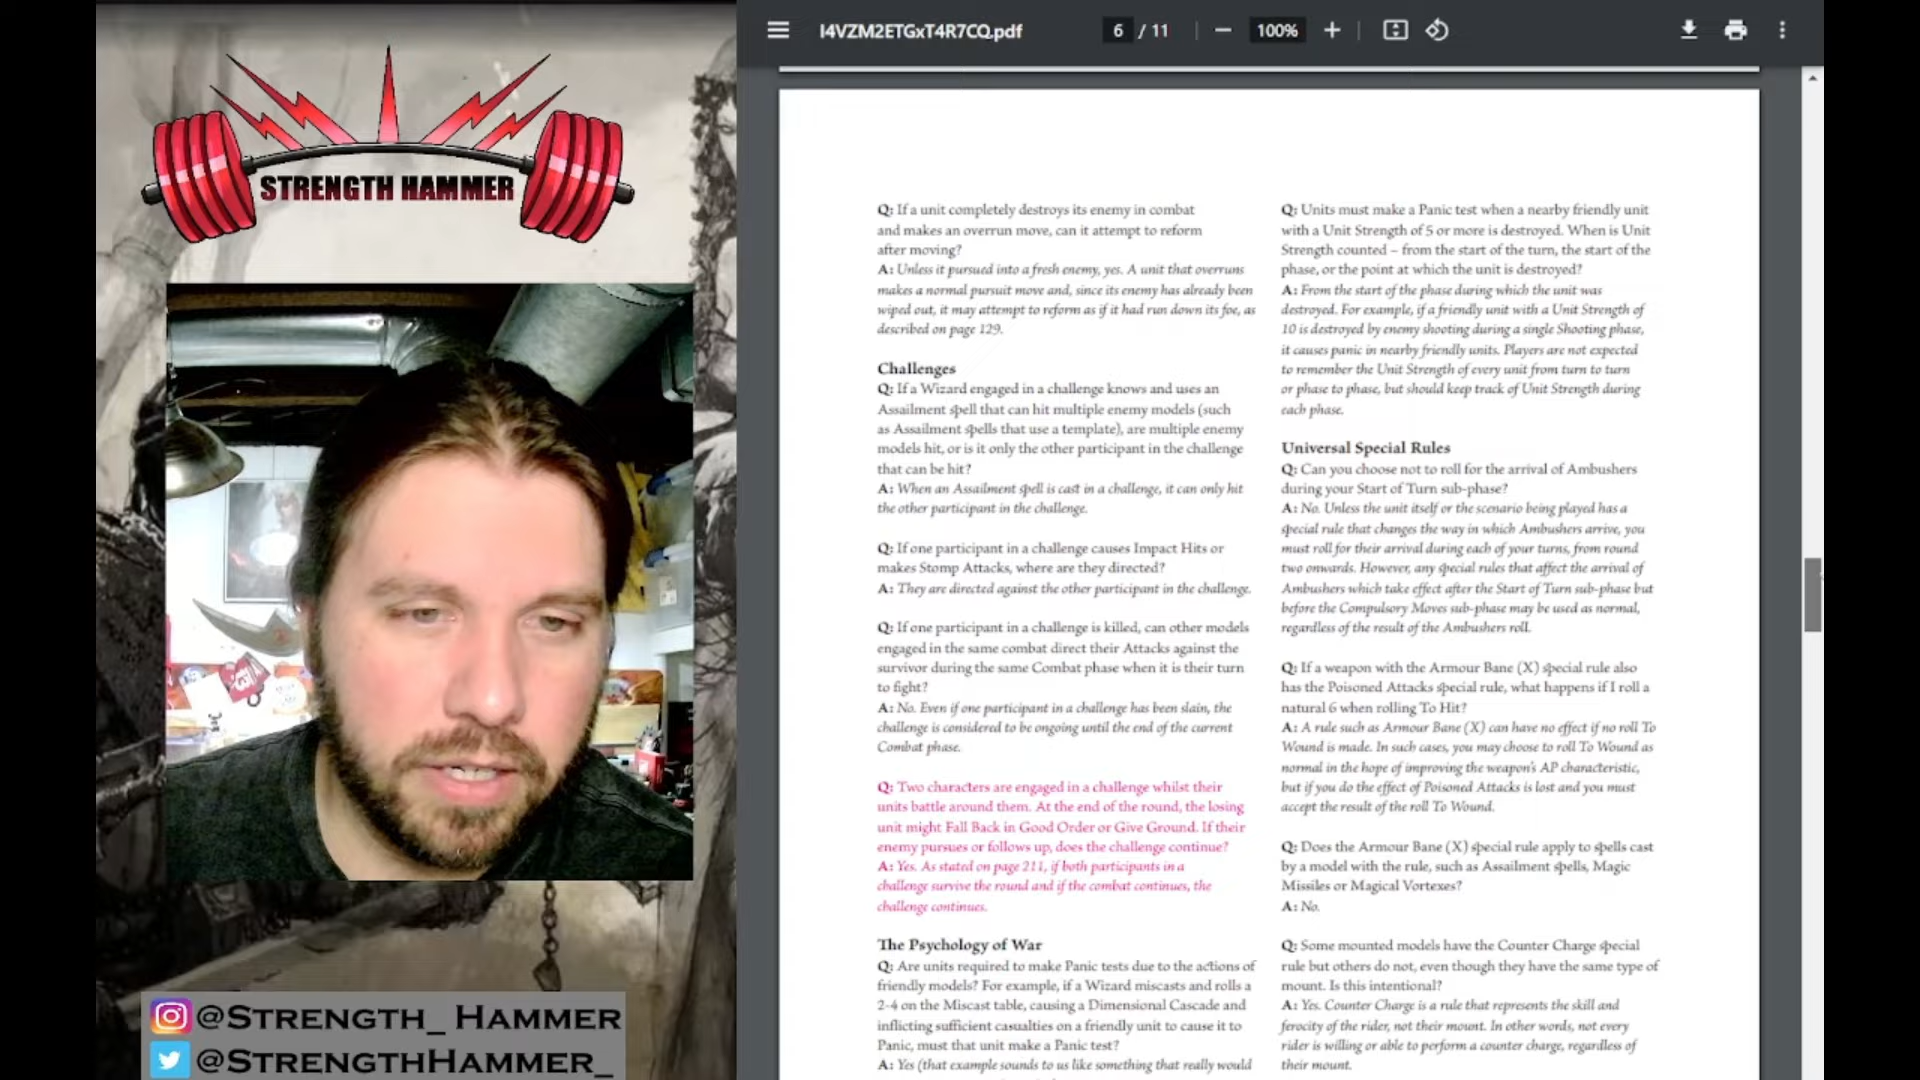 STRENGTH HAMMER
@STRENGTH_HAMMER
@STRENGTHHAMMER_
I4VZM2ETGxT4R7CQ.pdf
6 / 11
100%
Q: If a unit completely destroys its enemy in combat
and makes an overrun move, can it attempt to reform
after moving?
A: Unless it pursued into a fresh enemy, yes. A unit that overruns
makes a normal pursuit move and, since its enemy has already been
wiped out, it may attempt to reform as if it had run down its foe, as
described on page 129.
Challenges
Q: If a Wizard engaged in a challenge knows and uses an
Assailment spell that can hit multiple enemy models (such
as Assailment spells that use a template), are multiple enemy
models hit, or is it only the other participant in the challenge
that can be hit?
A: When an Assailment spell is cast in a challenge, it can only hit
the other participant in the challenge.
Q: If one participant in a challenge causes Impact Hits or
makes Stomp Attacks, where are they directed?
A: They are directed against the other participant in the challenge.
Q: If one participant in a challenge is killed, can other models
engaged in the same combat direct their Attacks against the
survivor during the same Combat phase when it is their turn
to fight?
A: No. Even if one participant in a challenge has been slain, the
challenge is considered to be ongoing until the end of the current
Combat phase.
Q: Two characters are engaged in a challenge whilst their
units battle around them. At the end of the round, the losing
unit might Fall Back in Good Order or Give Ground. If their
enemy pursues or follows up, does the challenge continue?
A: Yes. As stated on page 211, if both participants in a
challenge survive the round and if the combat continues, the
challenge continues.
The Psychology of War
Q: Are units required to make Panic tests due to the actions of
friendly models? For example, if a Wizard miscasts and rolls a
2-4 on the Miscast table, causing a Dimensional Cascade and
inflicting sufficient casualties on a friendly unit to cause it to
Panic, must that unit make a Panic test?
A: Yes (that example sounds to us like something that really would
Q: Units must make a Panic test when a nearby friendly unit
with a Unit Strength of 5 or more is destroyed. When is Unit
Strength counted – from the start of the turn, the start of the
phase, or the point at which the unit is destroyed?
A: From the start of the phase during which the unit was
destroyed. For example, if a friendly unit with a Unit Strength of
10 is destroyed by enemy shooting during a single Shooting phase,
it causes panic in nearby friendly units. Players are not expected
to remember the Unit Strength of every unit from turn to turn
or phase to phase, but should keep track of Unit Strength during
each phase.
Universal Special Rules
Q: Can you choose not to roll for the arrival of Ambushers
during your Start of Turn sub-phase?
A: No. Unless the unit itself or the scenario being played has a
special rule that changes the way in which Ambushers arrive, you
must roll for their arrival during each of your turns, from round
two onwards. However, any special rules that affect the arrival of
Ambushers which take effect after the Start of Turn sub-phase but
before the Compulsory Moves sub-phase may be used as normal,
regardless of the result of the Ambushers roll.
Q: If a weapon with the Armour Bane (X) special rule also
has the Poisoned Attacks special rule, what happens if I roll a
natural 6 when rolling To Hit?
A: A rule such as Armour Bane (X) can have no effect if no roll To
Wound is made. In such cases, you may choose to roll To Wound as
normal in the hope of improving the weapon's AP characteristic,
but if you do the effect of Poisoned Attacks is lost and you must
accept the result of the roll To Wound.
Q: Does the Armour Bane (X) special rule apply to spells cast
by a model with the rule, such as Assailment spells, Magic
Missiles or Magical Vortexes?
A: No.
Q: Some mounted models have the Counter Charge special
rule but others do not, even though they have the same type of
mount. Is this intentional?
A: Yes. Counter Charge is a rule that represents the skill and
ferocity of the rider, not their mount. In other words, not every
rider is willing or able to perform a counter charge, regardless of
their mount.